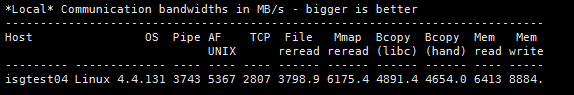 *Local* Communication bandwidths in MB/s - bigger is better
-----------------------------------------------------------------------------
Host                OS  Pipe AF    TCP  File   Mmap  Bcopy  Bcopy  Mem   Mem
                             UNIX      reread reread (libc) (hand) read write
--------- ------------- ---- ---- ---- ------ ------ ------ ------ ---- -----
isgtest04 Linux 4.4.131 3743 5367 2807 3798.9 6175.4 4891.4 4654.0 6413 8884.